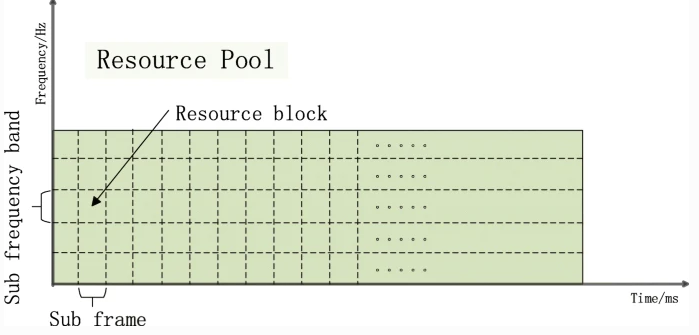 Frequency/Hz
Resource Pool
Resource block
Sub frequency band
Time/ms
Sub frame